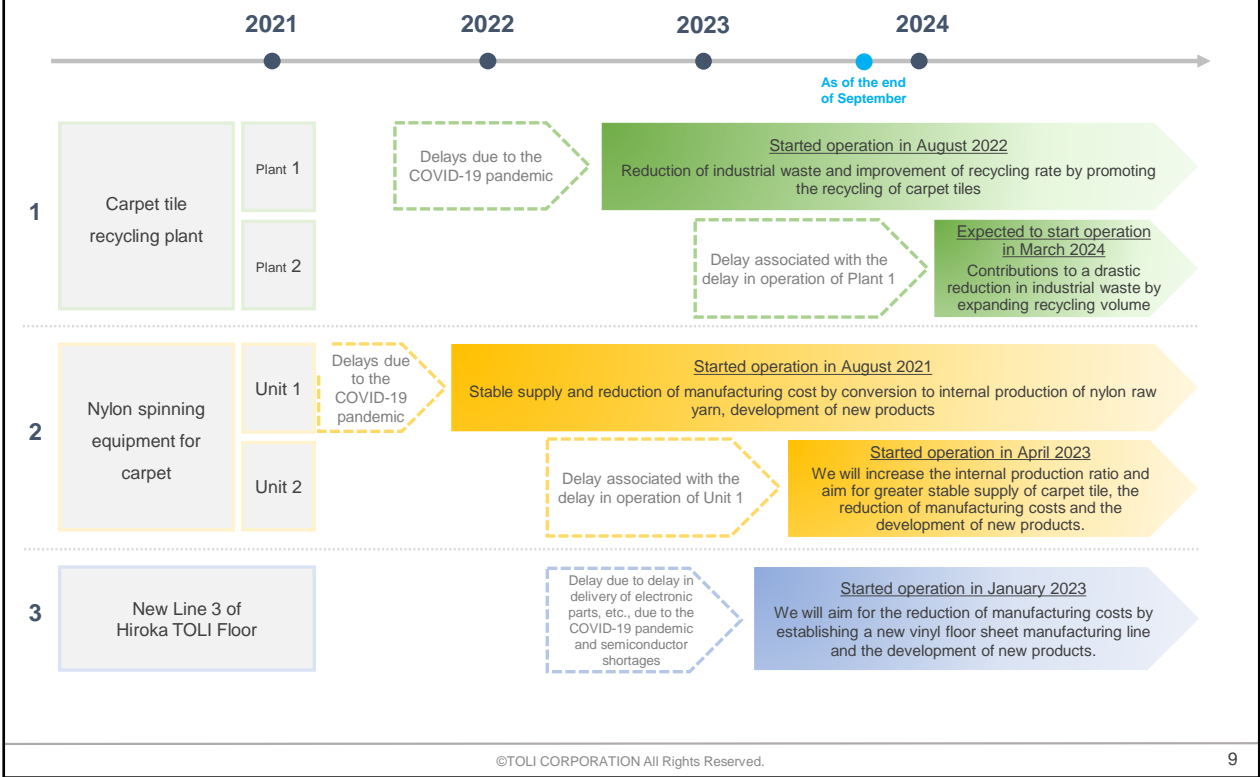 2021 2022 2023 2024
As of the end
of September
1
Carpet tile
recycling plant
Plant 1
Delays due to the
COVID-19 pandemic
Started operation in August 2022
Reduction of industrial waste and improvement of recycling rate by promoting
the recycling of carpet tiles
Plant 2
Delay associated with the
delay in operation of Plant 1
Expected to start operation
in March 2024
Contributions to a drastic
reduction in industrial waste by
expanding recycling volume
2
Nylon spinning
equipment for
carpet
Unit 1
Delays due
to the
COVID-19
pandemic
Started operation in August 2021
Stable supply and reduction of manufacturing cost by conversion to internal production of nylon raw
yarn, development of new products
Unit 2
Delay associated with the
delay in operation of Unit 1
Started operation in April 2023
We will increase the internal production ratio and
aim for greater stable supply of carpet tile, the
reduction of manufacturing costs and the
development of new products.
3
New Line 3 of
Hiroka TOLI Floor
Delay due to delay in
delivery of electronic
parts, etc., due to the
COVID-19 pandemic
and semiconductor
shortages
Started operation in January 2023
We will aim for the reduction of manufacturing costs by
establishing a new vinyl floor sheet manufacturing line
and the development of new products.
©TOLI CORPORATION All Rights Reserved.
9